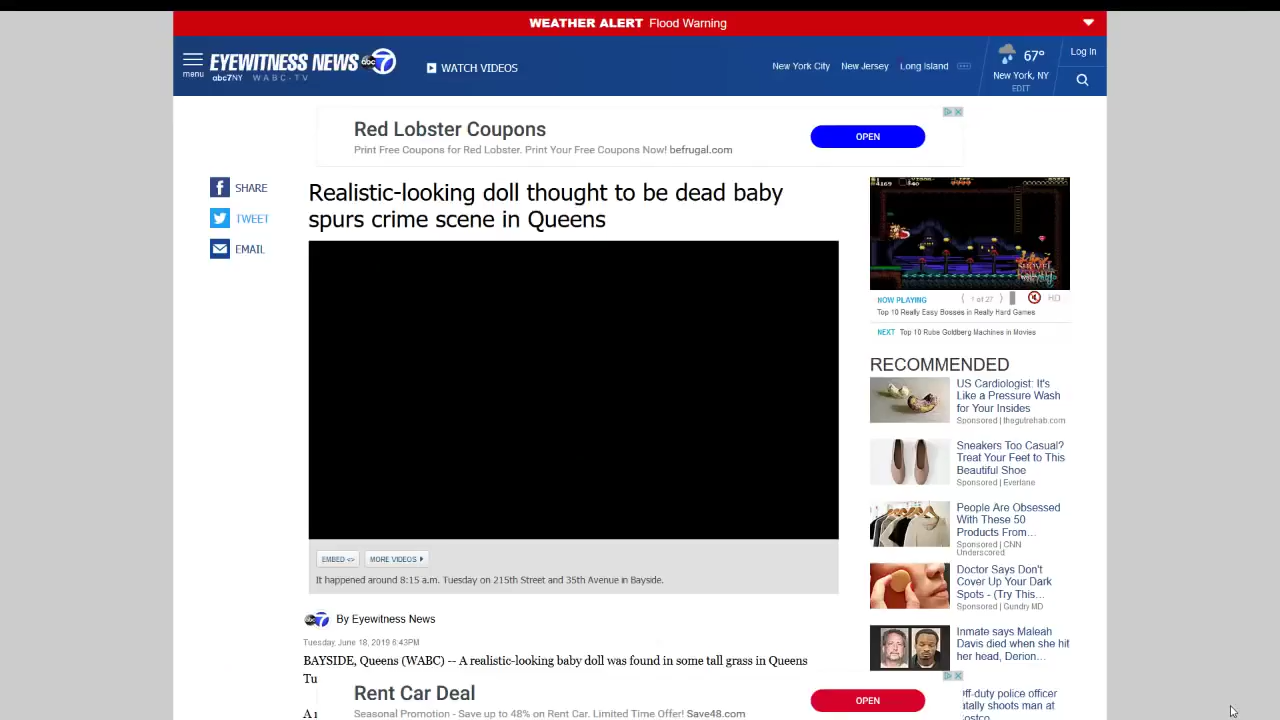 WEATHER ALERT Flood Warning
menu
EYEWITNESS NEWS abc 7
abc7NY WABC-TV
WATCH VIDEOS
New York City New Jersey Long Island
67°
New York, NY
EDIT
Log In
Red Lobster Coupons
Print Free Coupons for Red Lobster. Print Your Free Coupons Now! befrugal.com
OPEN
SHARE
TWEET
EMAIL
Realistic-looking doll thought to be dead baby
spurs crime scene in Queens
EMBED <> MORE VIDEOS
It happened around 8:15 a.m. Tuesday on 215th Street and 35th Avenue in Bayside.
By Eyewitness News
Tuesday, June 18, 2019 6:43PM
BAYSIDE, Queens (WABC) -- A realistic-looking baby doll was found in some tall grass in Queens
Tu
Rent Car Deal
Seasonal Promotion - Save up to 48% on Rent Car. Limited Time Offer! Save48.com
OPEN
NOW PLAYING
1 of 27
HD
Top 10 Really Easy Bosses in Really Hard Games
NEXT Top 10 Rube Goldberg Machines in Movies
RECOMMENDED
US Cardiologist: It's
Like a Pressure Wash
for Your Insides
Sponsored | thegutrehab.com
Sneakers Too Casual?
Treat Your Feet to This
Beautiful Shoe
Sponsored | Everlane
People Are Obsessed
With These 50
Products From...
Sponsored | CNN
Underscored
Doctor Says Don't
Cover Up Your Dark
Spots - (Try This...
Sponsored | Gundry MD
Inmate says Maleah
Davis died when she hit
her head, Derion...
Off-duty police officer
fatally shoots man at
Costco